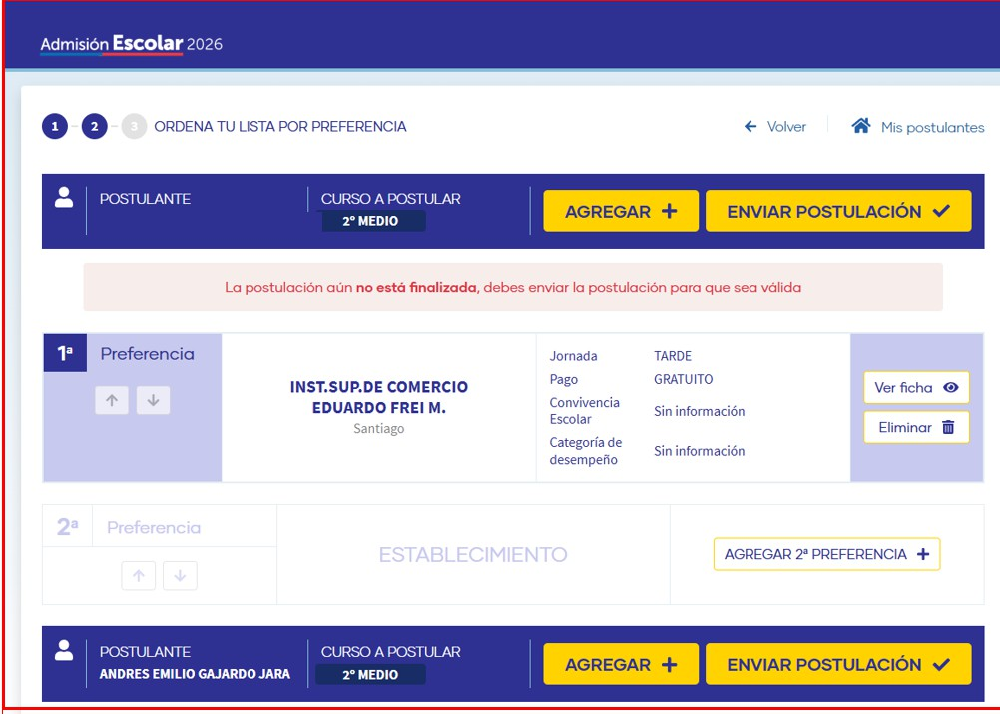 Admisión Escolar 2026
1 2 3 ORDENA TU LISTA POR PREFERENCIA
Volver
Mis postulantes
POSTULANTE
CURSO A POSTULAR
2º MEDIO
AGREGAR
ENVIAR POSTULACIÓN
La postulación aún no está finalizada, debes enviar la postulación para que sea válida
1ª Preferencia
INST.SUP.DE COMERCIO
EDUARDO FREI M.
Santiago
Jornada TARDE
Pago GRATUITO
Convivencia
Escolar
Sin información
Categoría de
desempeño
Sin información
Ver ficha
Eliminar
2ª Preferencia
ESTABLECIMIENTO
AGREGAR 2ª PREFERENCIA
POSTULANTE
ANDRES EMILIO GAJARDO JARA
CURSO A POSTULAR
2º MEDIO
AGREGAR
ENVIAR POSTULACIÓN